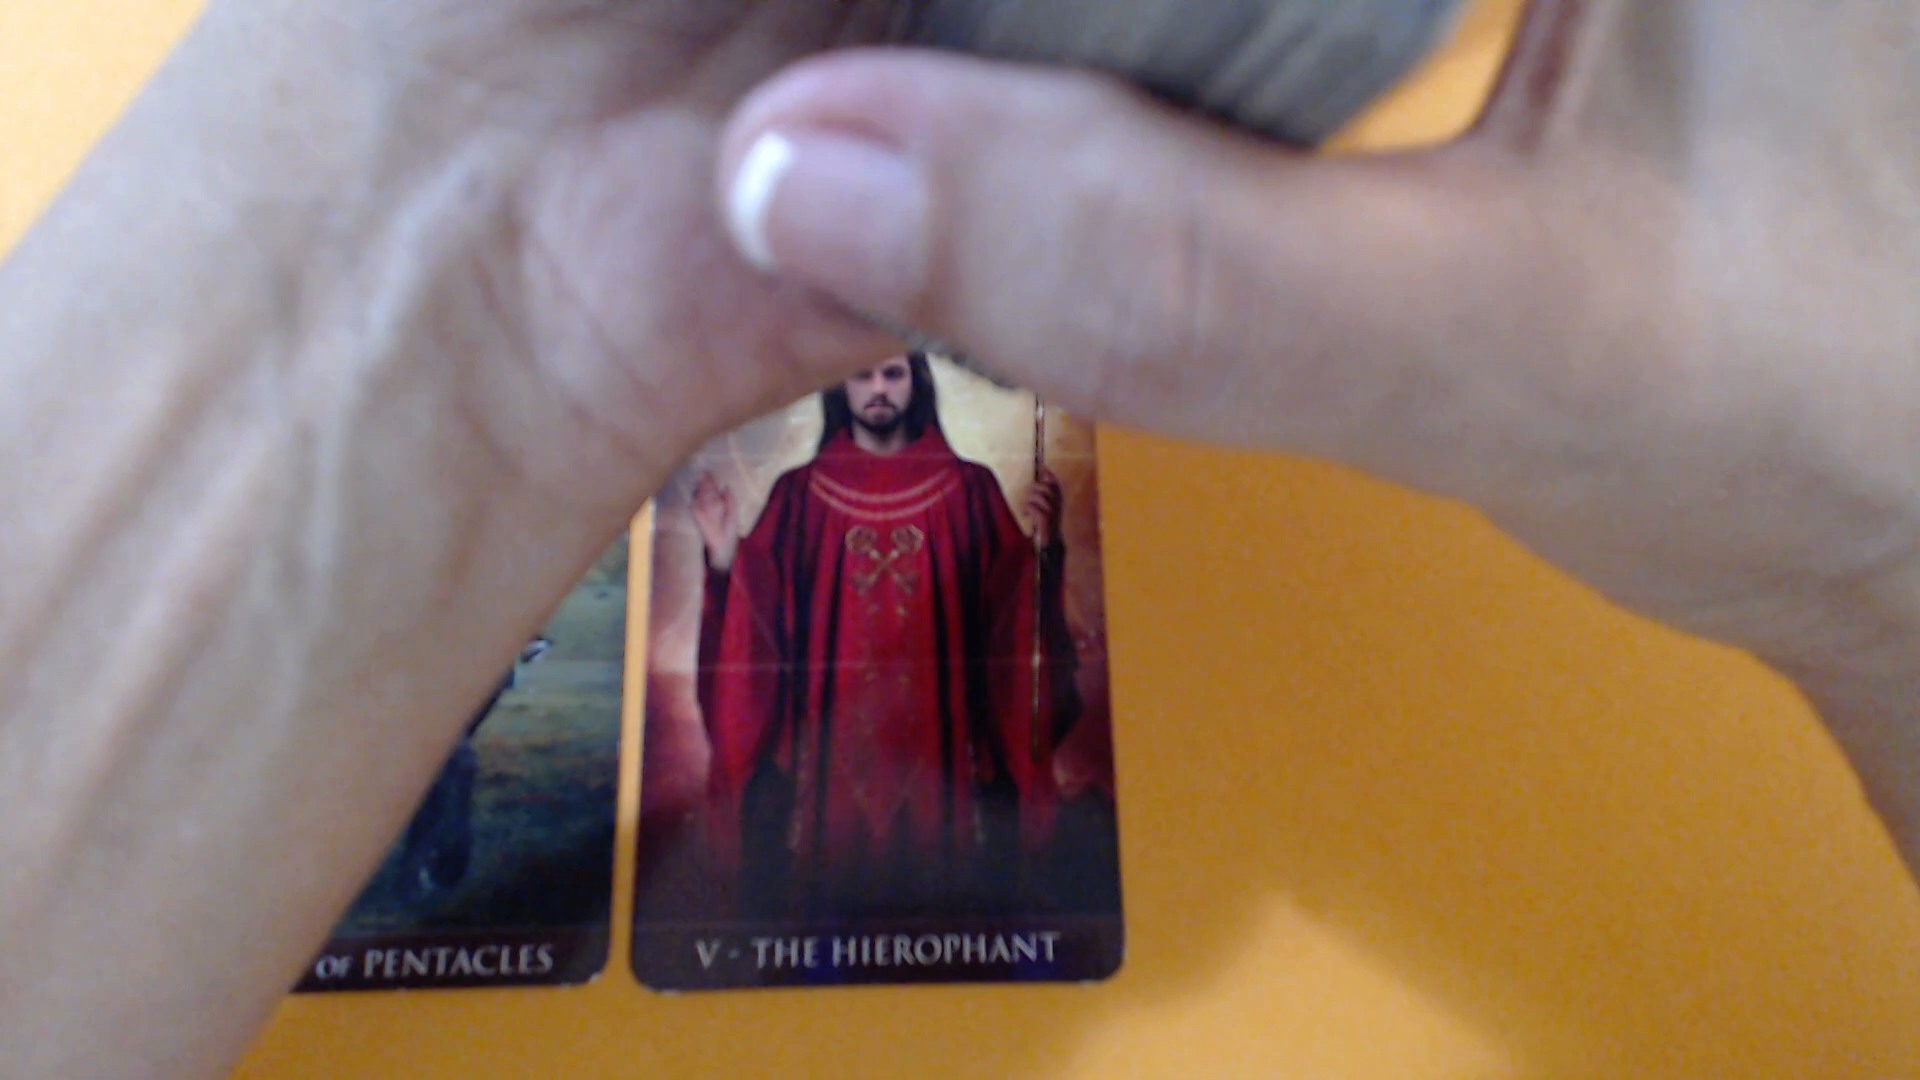 OF PENTACLES
V - THE HIEROPHANT